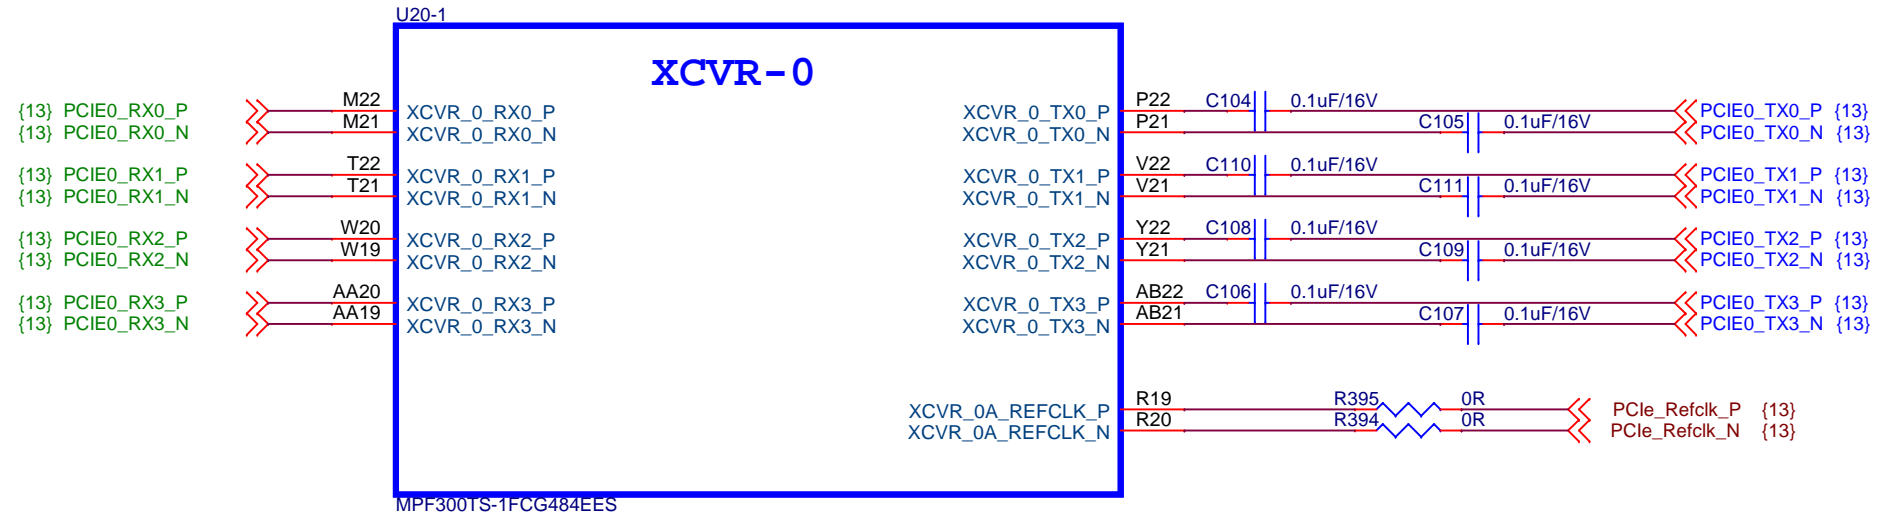 U20-1
XCVR-0
{13} PCIE0_RX0_P M22 XCVR_0_RX0_P XCVR_0_TX0_P P22 C104 0.1uF/16V PCIE0_TX0_P {13}
{13} PCIE0_RX0_N M21 XCVR_0_RX0_N XCVR_0_TX0_N P21 C105 0.1uF/16V PCIE0_TX0_N {13}
{13} PCIE0_RX1_P T22 XCVR_0_RX1_P XCVR_0_TX1_P V22 C110 0.1uF/16V PCIE0_TX1_P {13}
{13} PCIE0_RX1_N T21 XCVR_0_RX1_N XCVR_0_TX1_N V21 C111 0.1uF/16V PCIE0_TX1_N {13}
{13} PCIE0_RX2_P W20 XCVR_0_RX2_P XCVR_0_TX2_P Y22 C108 0.1uF/16V PCIE0_TX2_P {13}
{13} PCIE0_RX2_N W19 XCVR_0_RX2_N XCVR_0_TX2_N Y21 C109 0.1uF/16V PCIE0_TX2_N {13}
{13} PCIE0_RX3_P AA20 XCVR_0_RX3_P XCVR_0_TX3_P AB22 C106 0.1uF/16V PCIE0_TX3_P {13}
{13} PCIE0_RX3_N AA19 XCVR_0_RX3_N XCVR_0_TX3_N AB21 C107 0.1uF/16V PCIE0_TX3_N {13}
XCVR_0A_REFCLK_P R19 R395 0R PCIe_Refclk_P {13}
XCVR_0A_REFCLK_N R20 R394 0R PCIe_Refclk_N {13}
MPF300TS-1FCG484EES